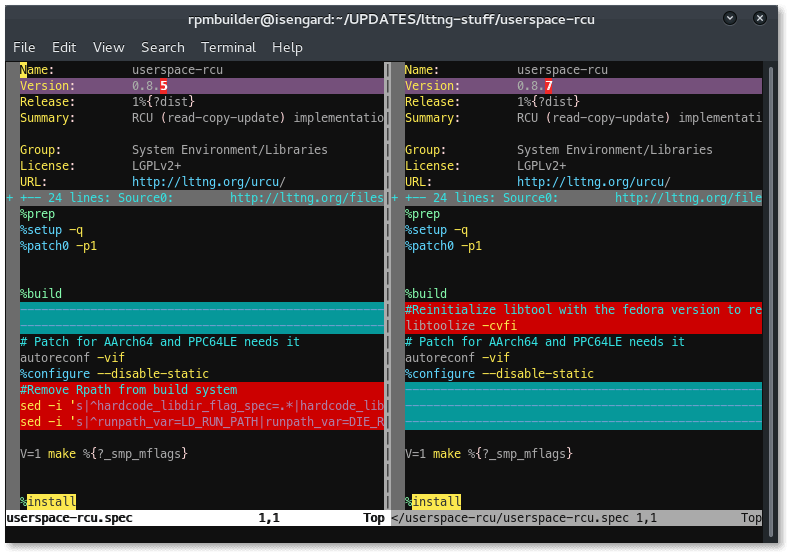 rpmbuilder@isengard:~/UPDATES/lttng-stuff/userspace-rcu
File Edit View Search Terminal Help
Name: userspace-rcu
Version: 0.8.5
Release: 1%{?dist}
Summary: RCU (read-copy-update) implementatio
Group: System Environment/Libraries
License: LGPLv2+
URL: http://lttng.org/urcu/
+ +-- 24 lines: Source0: http://lttng.org/files
%prep
%setup -q
%patch0 -p1
%build
# Patch for AArch64 and PPC64LE needs it
autoreconf -vif
%configure --disable-static
#Remove Rpath from build system
sed -i 's|^hardcode_libdir_flag_spec=.*|hardcode_lib
sed -i 's|^runpath_var=LD_RUN_PATH|runpath_var=DIE_R
V=1 make %{?_smp_mflags}
%install
userspace-rcu.spec 1,1 Top
Name: userspace-rcu
Version: 0.8.7
Release: 1%{?dist}
Summary: RCU (read-copy-update) implementati
Group: System Environment/Libraries
License: LGPLv2+
URL: http://lttng.org/urcu/
+ +-- 24 lines: Source0: http://lttng.org/file
%prep
%setup -q
%patch0 -p1
%build
#Reinitialize libtool with the fedora version to re
libtoolize -cvfi
# Patch for AArch64 and PPC64LE needs it
autoreconf -vif
%configure --disable-static
V=1 make %{?_smp_mflags}
%install
</userspace-rcu/userspace-rcu.spec 1,1 Top